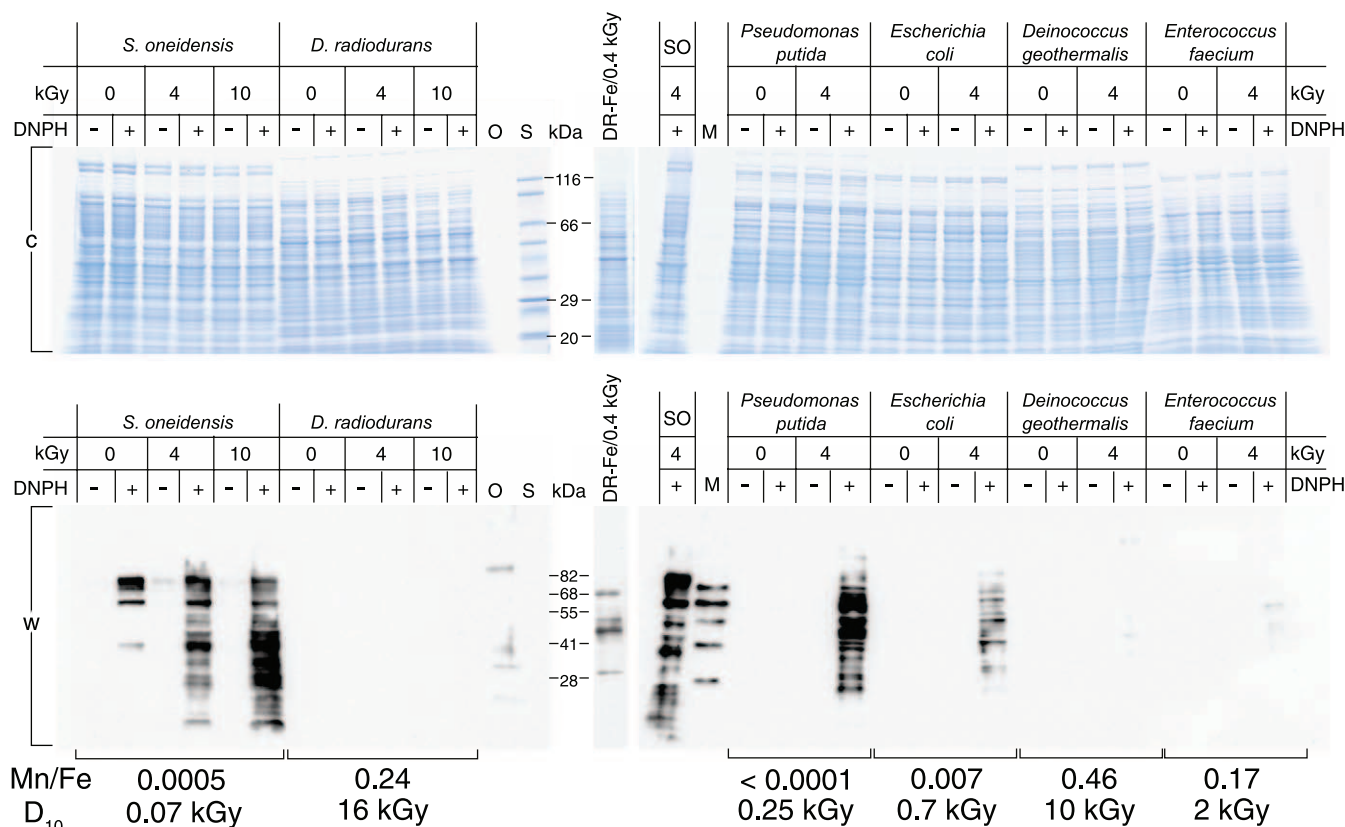 S. oneidensis D. radiodurans
kGy 0 4 10 0 4 10
DNPH - + - + - + - + - + - + O S kDa
DR-Fe/0.4 kGy
SO Pseudomonas putida Escherichia coli Deinococcus geothermalis Enterococcus faecium
4 0 4 0 4 0 4 0 4 kGy
+ M - + - + - + - + - + - + - + - + DNPH
C
116
66
29
20
S. oneidensis D. radiodurans
kGy 0 4 10 0 4 10
DNPH - + - + - + - + - + - + O S kDa
DR-Fe/0.4 kGy
SO Pseudomonas putida Escherichia coli Deinococcus geothermalis Enterococcus faecium
4 0 4 0 4 0 4 0 4 kGy
+ M - + - + - + - + - + - + - + - + DNPH
W
82
68
55
41
28
Mn/Fe 0.0005 0.24 < 0.0001 0.007 0.46 0.17
D10 0.07 kGy 16 kGy 0.25 kGy 0.7 kGy 10 kGy 2 kGy